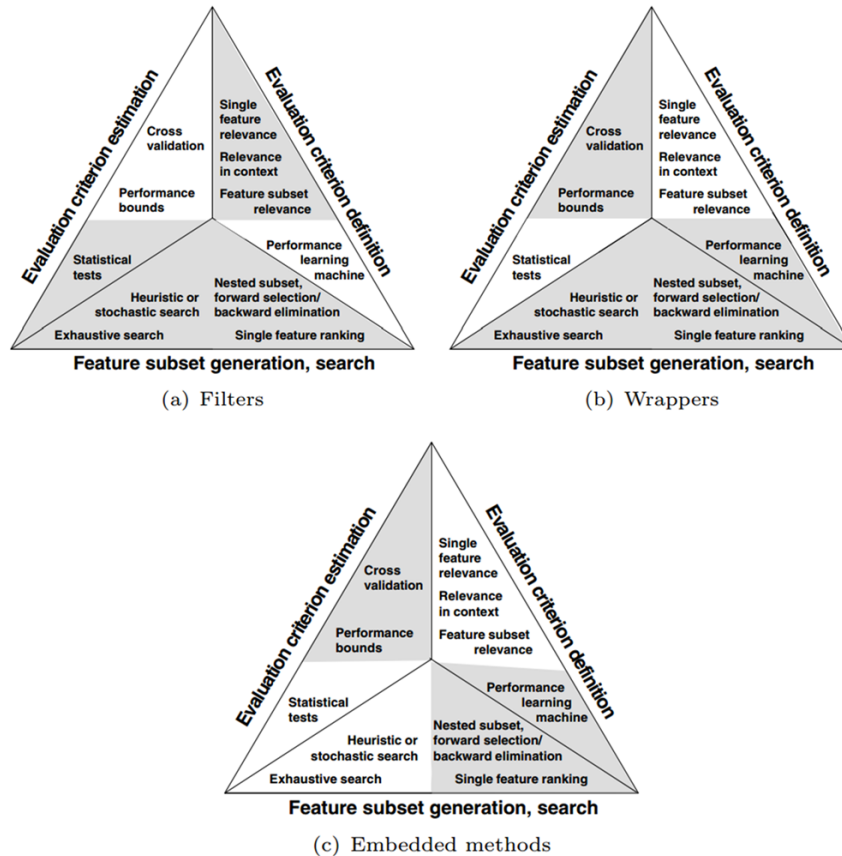 Evaluation criterion estimation
Evaluation criterion definition
Cross
validation
Performance
bounds
Statistical
tests
Single
feature
relevance
Relevance
in context
Feature subset
relevance
Performance
learning
machine
Heuristic or
stochastic search
Exhaustive search
Nested subset,
forward selection/
backward elimination
Single feature ranking
Feature subset generation, search
(a) Filters
Evaluation criterion estimation
Evaluation criterion definition
Cross
validation
Performance
bounds
Statistical
tests
Single
feature
relevance
Relevance
in context
Feature subset
relevance
Performance
learning
machine
Heuristic or
stochastic search
Exhaustive search
Nested subset,
forward selection/
backward elimination
Single feature ranking
Feature subset generation, search
(b) Wrappers
Evaluation criterion estimation
Evaluation criterion definition
Cross
validation
Performance
bounds
Statistical
tests
Single
feature
relevance
Relevance
in context
Feature subset
relevance
Performance
learning
machine
Heuristic or
stochastic search
Exhaustive search
Nested subset,
forward selection/
backward elimination
Single feature ranking
Feature subset generation, search
(c) Embedded methods